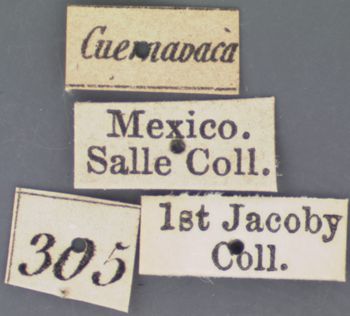 Cuernavaca
Mexico.
Salle Coll.
305
1st Jacoby
Coll.